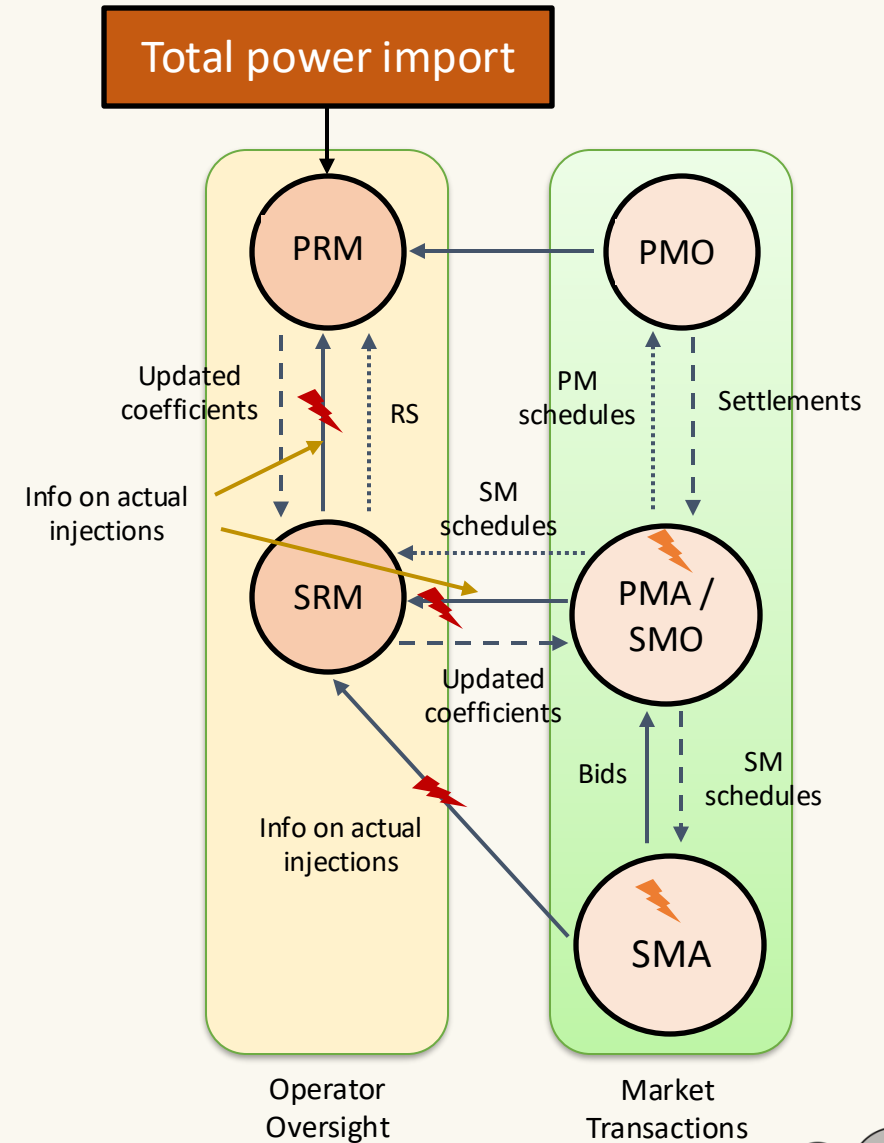 Total power import
PRM
PMO
Updated
coefficients
RS
PM
schedules
Settlements
Info on actual
injections
SM
schedules
SRM
PMA /
SMO
Updated
coefficients
Bids
SM
schedules
Info on actual
injections
SMA
Operator
Oversight
Market
Transactions